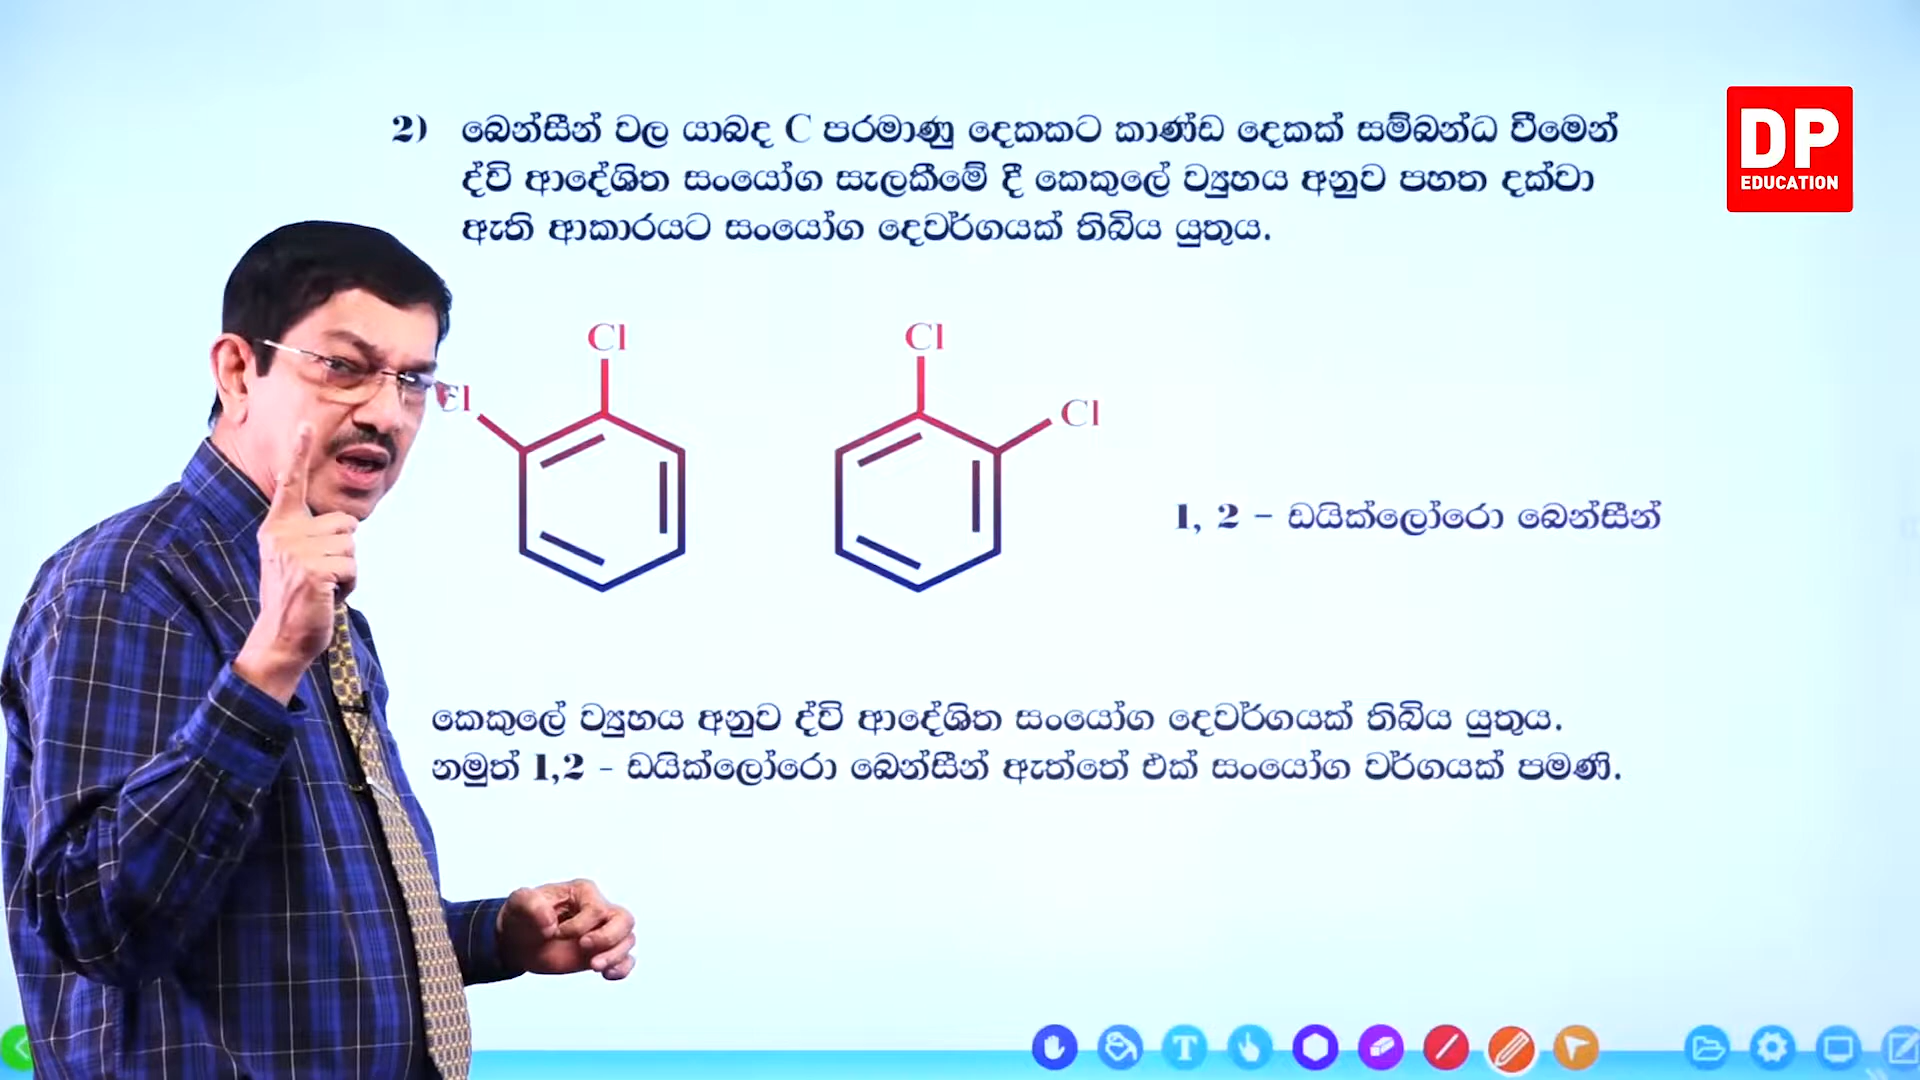 2) බෙන්සීන් වල යාබද C පරමාණු දෙකකට කාණ්ඩ දෙකක් සම්බන්ධ වීමෙන්
ද්වි ආදේශිත සංයෝග සැලකීමේ දී කෙකුලේ ව්‍යුහය අනුව පහත දක්වා
ඇති ආකාරයට සංයෝග දෙවර්ගයක් තිබිය යුතුය.
DP
EDUCATION
Cl
Cl
Cl
Cl
1, 2 – ඩයික්ලෝරො බෙන්සීන්
කෙකුලේ ව්‍යුහය අනුව ද්වි ආදේශිත සංයෝග දෙවර්ගයක් තිබිය යුතුය.
නමුත් 1,2 - ඩයික්ලෝරො බෙන්සීන් ඇත්තේ එක් සංයෝග වර්ගයක් පමණි.
T